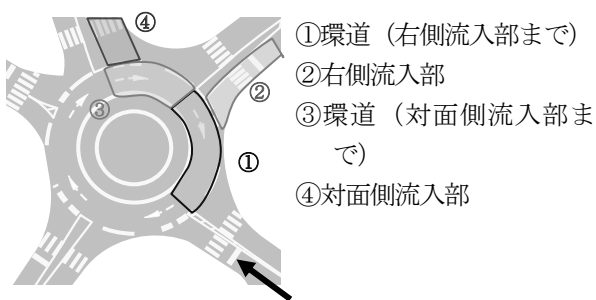 ④
①環道（右側流入部まで）
②右側流入部
②
③環道（対面側流入部ま
③
で）
①
④対面側流入部